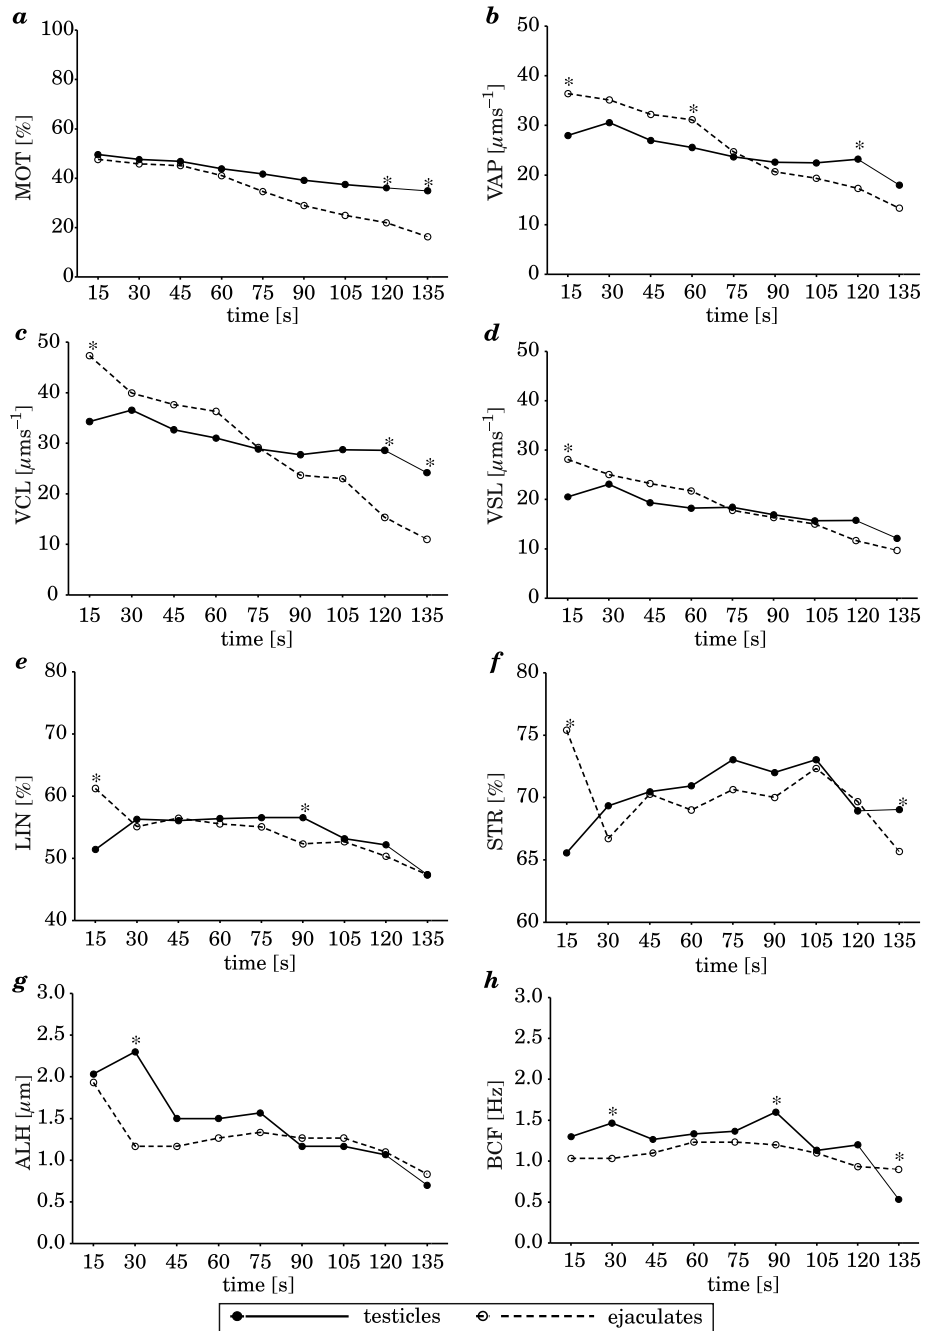 a
MOT [%]
100
80
60
40
20
0
* *
15 30 45 60 75 90 105 120 135
time [s]
b
VAP [μms⁻¹]
50
40
30
20
10
0
* * *
15 30 45 60 75 90 105 120 135
time [s]
c
VCL [μms⁻¹]
50
40
30
20
10
0
* * *
15 30 45 60 75 90 105 120 135
time [s]
d
VSL [μms⁻¹]
50
40
30
20
10
0
*
15 30 45 60 75 90 105 120 135
time [s]
e
LIN [%]
80
70
60
50
40
* *
15 30 45 60 75 90 105 120 135
time [s]
f
STR [%]
80
75
70
65
60
* *
15 30 45 60 75 90 105 120 135
time [s]
g
ALH [μm]
3.0
2.5
2.0
1.5
1.0
0.5
0.0
*
15 30 45 60 75 90 105 120 135
time [s]
h
BCF [Hz]
3.0
2.5
2.0
1.5
1.0
0.5
0.0
* * *
15 30 45 60 75 90 105 120 135
time [s]
testicles ejaculates